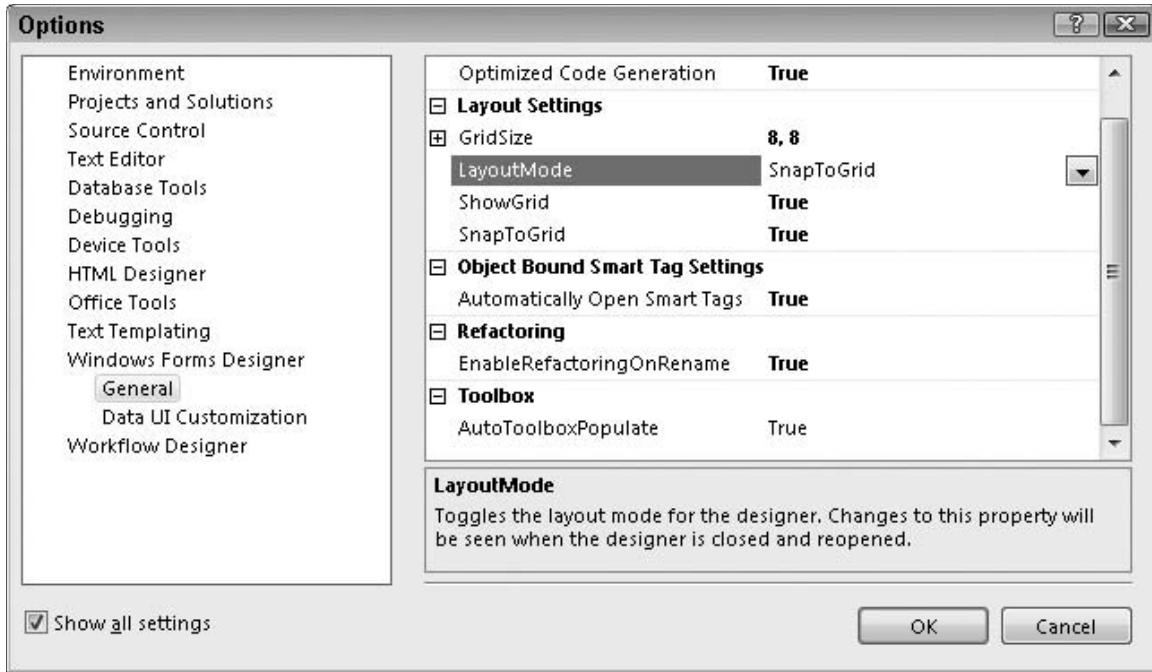 Options
Environment
Projects and Solutions
Source Control
Text Editor
Database Tools
Debugging
Device Tools
HTML Designer
Office Tools
Text Templating
Windows Forms Designer
General
Data UI Customization
Workflow Designer
Optimized Code Generation True
Layout Settings
GridSize 8, 8
LayoutMode SnapToGrid
ShowGrid True
SnapToGrid True
Object Bound Smart Tag Settings
Automatically Open Smart Tags True
Refactoring
EnableRefactoringOnRename True
Toolbox
AutoToolboxPopulate True
LayoutMode
Toggles the layout mode for the designer. Changes to this property will
be seen when the designer is closed and reopened.
Show all settings
OK Cancel